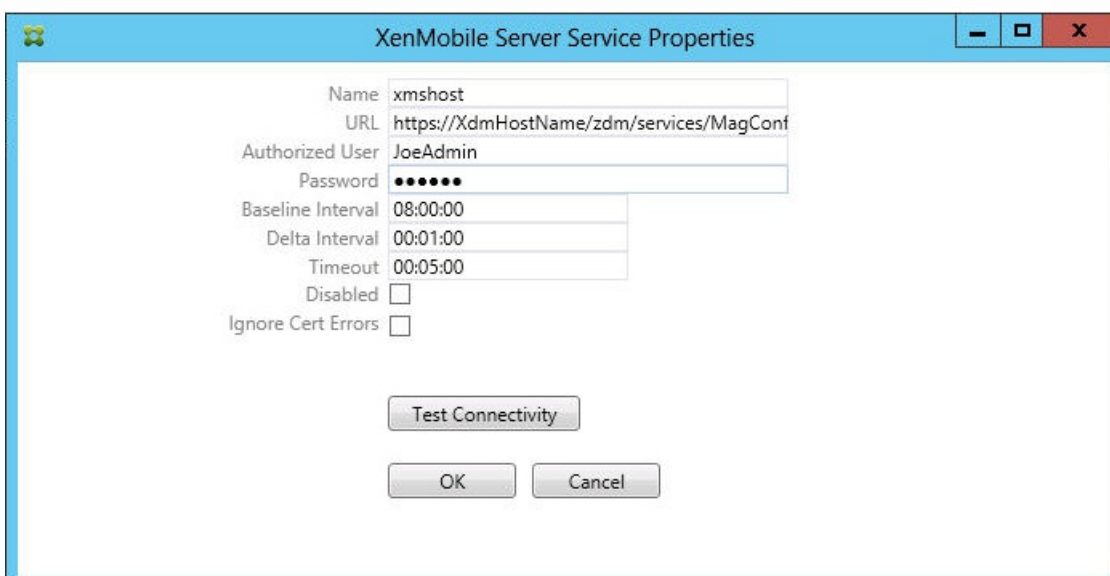 XenMobile Server Service Properties
Name xmshost
URL https://XdmHostName/zdm/services/MagConf
Authorized User JoeAdmin
Password ●●●●●●
Baseline Interval 08:00:00
Delta Interval 00:01:00
Timeout 00:05:00
Disabled
Ignore Cert Errors
Test Connectivity
OK Cancel